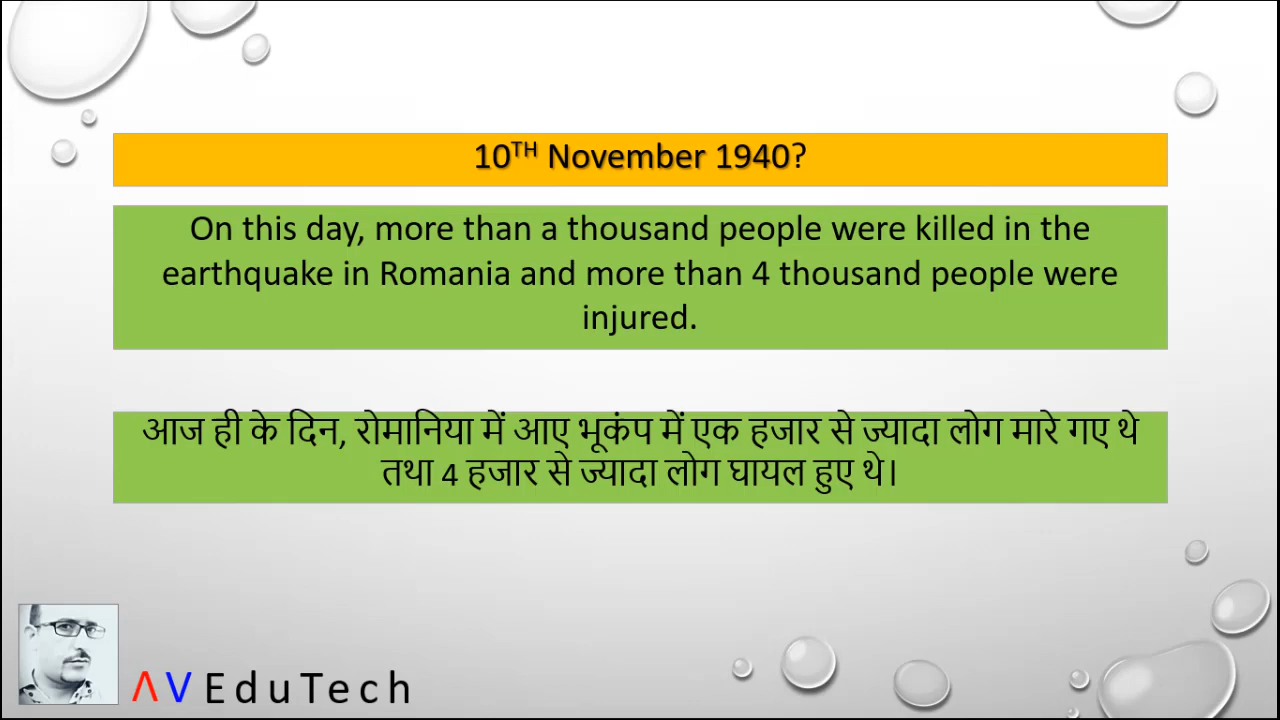 10TH November 1940?
On this day, more than a thousand people were killed in the
earthquake in Romania and more than 4 thousand people were
injured.
आज ही के दिन, रोमानिया में आए भूकंप में एक हजार से ज्यादा लोग मारे गए थे
तथा 4 हजार से ज्यादा लोग घायल हुए थे।
ΛV EduTech